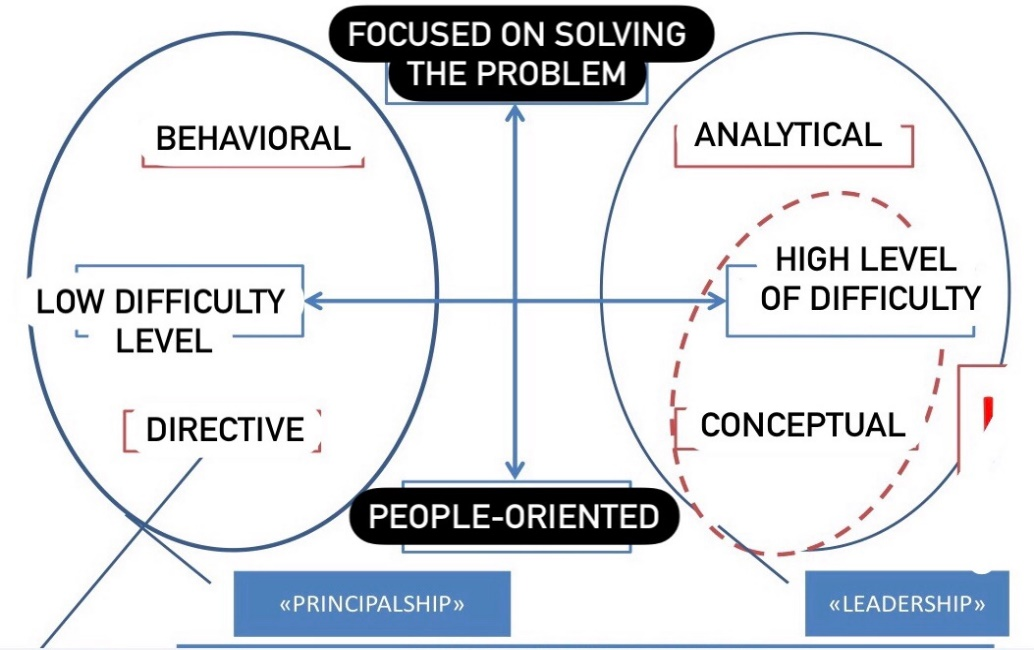 FOCUSED ON SOLVING
THE PROBLEM
BEHAVIORAL
ANALYTICAL
LOW DIFFICULTY
LEVEL
HIGH LEVEL
OF DIFFICULTY
DIRECTIVE
CONCEPTUAL
PEOPLE-ORIENTED
«PRINCIPALSHIP»
«LEADERSHIP»